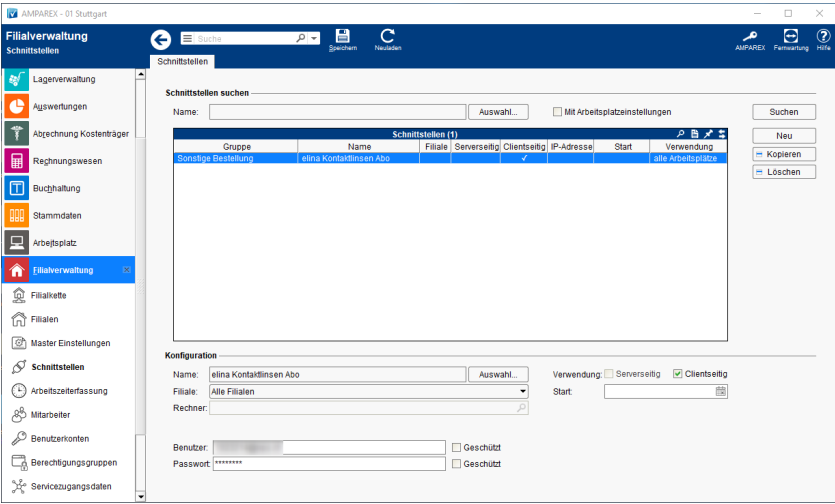 AMPAREX - 01 Stuttgart
Filialverwaltung
Schnittstellen
Suche
Speichern
Neuladen
AMPAREX
Fernwartung
Hilfe
Schnittstellen
Lagerverwaltung
Auswertungen
Abrechnung Kostenträger
Rechnungswesen
Buchhaltung
Stammdaten
Arbeitsplatz
Filialverwaltung
Filialkette
Filialen
Master Einstellungen
Schnittstellen
Arbeitszeiterfassung
Mitarbeiter
Benutzerkonten
Berechtigungsgruppen
Servicezugangsdaten
Schnittstellen suchen
Name: Auswahl... Mit Arbeitsplatzeinstellungen Suchen
Schnittstellen (1) Neu
Gruppe Name Filiale Serverseitig Clientseitig IP-Adresse Start Verwendung
Kopieren
Sonstige Bestellung elina Kontaktlinsen Abo ✓ alle Arbeitsplätze
Löschen
Konfiguration
Name: elina Kontaktlinsen Abo Auswahl... Verwendung: Serverseitig Clientseitig
Filiale: Alle Filialen Start:
Rechner:
Benutzer: Geschützt
Passwort: ******** Geschützt